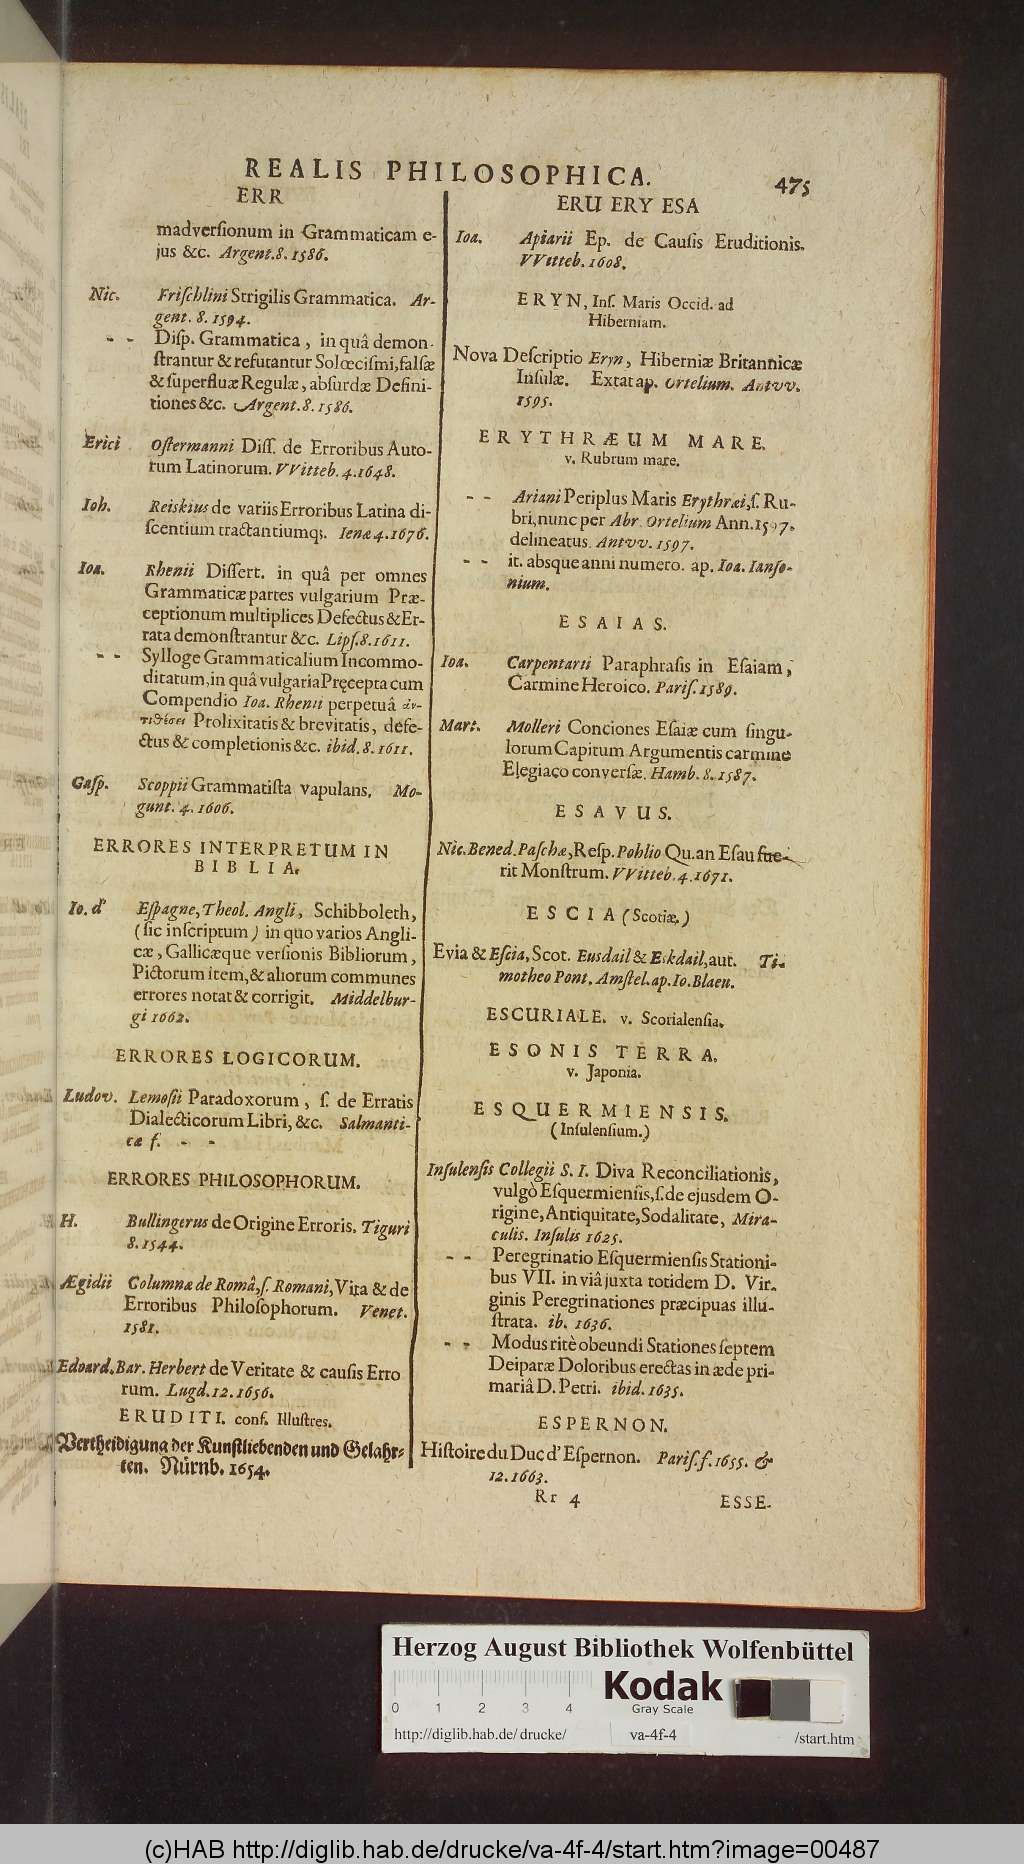 REALIS PHILOSOPHICA.
475
ERR
madverſionum in Grammaticam e-
jus &c. Argent.8.1586.
Nic. Friſchlini Strigilis Grammatica. Ar-
gent. 8. 1594.
- - Diſp. Grammatica, in quâ demon-
ſtrantur & refutantur Solœciſmi, falſæ
& ſuperfluæ Regulæ, abſurdæ Defini-
tiones &c. Argent.8.1586.
Erici Oſtermanni Diſſ. de Erroribus Auto-
rum Latinorum. VVitteb. 4.1648.
Ioh. Reiskius de variis Erroribus Latina di-
ſcentium tractantiumq;. Ienæ 4.1676.
Ioa. Rhenii Diſſert. in quâ per omnes
Grammaticæ partes vulgarium Præ-
ceptionum multiplices Defectus & Er-
rata demonſtrantur &c. Lipſ.8.1611.
- - Sylloge Grammaticalium Incommo-
ditatum, in quâ vulgaria Pręcepta cum
Compendio Ioa. Rhenii perpetuâ ἀν-
τιθέσει Prolixitatis & brevitatis, defe-
ctus & completionis &c. ibid. 8. 1611.
Gaſp. Scoppii Grammatiſta vapulans. Mo-
gunt. 4. 1606.
ERRORES INTERPRETUM IN
BIBLIA.
Io. d' Eſpagne, Theol. Angli, Schibboleth,
(ſic inſcriptum) in quo varios Angli-
cæ, Gallicæque verſionis Bibliorum,
Pictorum item, & aliorum communes
errores notat & corrigit. Middelbur-
gi 1662.
ERRORES LOGICORUM.
Ludov. Lemoſii Paradoxorum, ſ. de Erratis
Dialecticorum Libri, &c. Salmanti-
cæ f. - -
ERRORES PHILOSOPHORUM.
H. Bullingerus de Origine Erroris. Tiguri
8.1544.
Ægidii Columnæ de Româ, ſ. Romani, Vita & de
Erroribus Philoſophorum. Venet.
1581.
Edoard. Bar. Herbert de Veritate & cauſis Erro
rum. Lugd.12.1656.
ERUDITI. conf. Illuſtres.
Vertheidigung der Kunſtliebenden und Gelahr-
ten. Nürnb. 1654.
ERU ERY ESA
Ioa. Apiarii Ep. de Cauſis Eruditionis.
VVitteb. 1608.
ERYN, Inſ. Maris Occid. ad
Hiberniam.
Nova Deſcriptio Eryn, Hiberniæ Britannicæ
Inſulæ. Extat ap. Ortelium. Antvv.
1595.
ERYTHRÆUM MARE.
v. Rubrum mare.
- - Ariani Periplus Maris Erythræi, ſ. Ru-
bri, nunc per Abr. Ortelium Ann. 1597.
delineatus. Antvv. 1597.
- - it. absque anni numero. ap. Ioa. Ianſo-
nium.
ESAIAS.
Ioa. Carpentarii Paraphraſis in Eſaiam,
Carmine Heroico. Pariſ. 1589.
Mart. Molleri Conciones Eſaiæ cum ſingu-
lorum Capitum Argumentis carmine
Elegiaco converſæ. Hamb. 8. 1587.
ESAVUS.
Nic. Bened. Paſchæ, Reſp. Pohlio Qu. an Eſau fue-
rit Monſtrum. VVitteb. 4. 1671.
ESCIA (Scotiæ.)
Evia & Eſcia, Scot. Eusdail & Eskdail, aut. Ti-
motheo Pont. Amſtel. ap. Io. Blaeu.
ESCURIALE. v. Scorialenſia.
ESONIS TERRA.
v. Japonia.
ESQUERMIENSIS.
(Inſulenſium.)
Inſulenſis Collegii S. I. Diva Reconciliationis,
vulgò Eſquermienſis, ſ. de ejusdem O-
rigine, Antiquitate, Sodalitate, Mira-
culis. Inſulis 1625.
- - Peregrinatio Eſquermienſis Stationi-
bus VII. in viâ juxta totidem D. Vir-
ginis Peregrinationes præcipuas illu-
ſtrata. ib. 1636.
- - Modus ritè obeundi Stationes ſeptem
Deiparæ Doloribus erectas in æde pri-
mariâ D. Petri. ibid. 1635.
ESPERNON.
Hiſtoire du Duc d'Eſpernon. Pariſ. f. 1655. &
12. 1663.
Rr 4
ESSE-
Herzog August Bibliothek Wolfenbüttel
0 1 2 3 4
Kodak
Gray Scale
http://diglib.hab.de/drucke/ va-4f-4 /start.htm
(c)HAB http://diglib.hab.de/drucke/va-4f-4/start.htm?image=00487